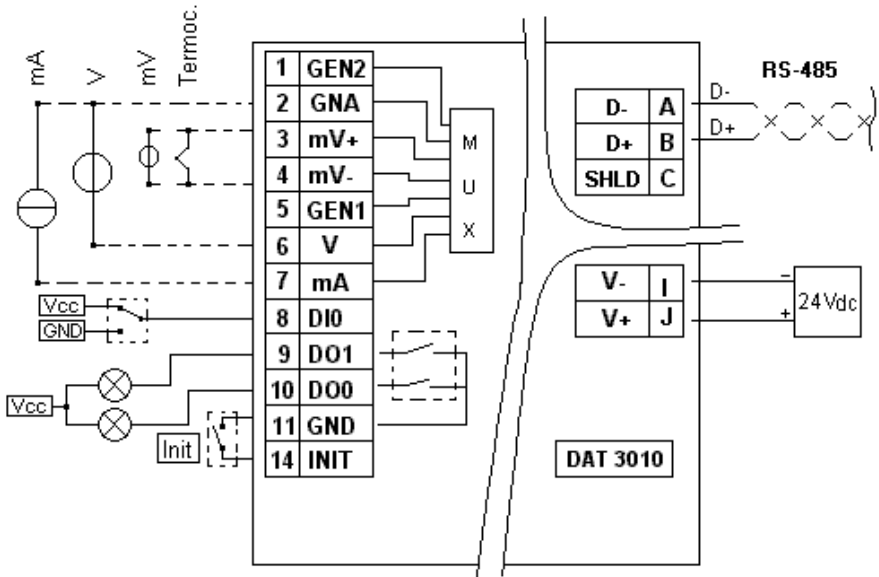 mA
V
mV
Termoc.
1 GEN2
2 GNA
3 mV+
4 mV-
5 GEN1
6 V
7 mA
8 DI0
9 DO1
10 DO0
11 GND
14 INIT
M
U
X
Vcc
GND
Vcc
Init
RS-485
D-
D+
D- A
D+ B
SHLD C
V- I
V+ J
–
+
24Vdc
DAT 3010